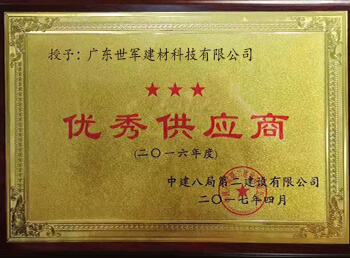 授予：广东世军建材科技有限公司
优秀供应商
（二〇一六年度）
中建八局第二建设有限公司
二〇一七年四月